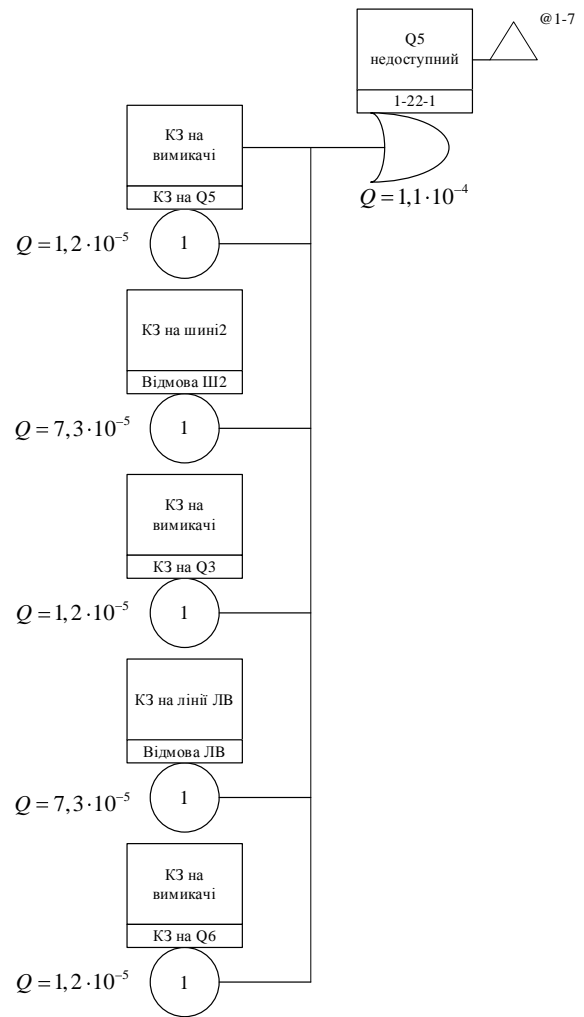 @1-7
Q5
недоступний
1-22-1
Q = 1,1·10⁻⁴
КЗ на
вимикачі
КЗ на Q5
Q = 1,2·10⁻⁵
1
КЗ на шині2
Відмова Ш2
Q = 7,3·10⁻⁵
1
КЗ на
вимикачі
КЗ на Q3
Q = 1,2·10⁻⁵
1
КЗ на лінії ЛВ
Відмова ЛВ
Q = 7,3·10⁻⁵
1
КЗ на
вимикачі
КЗ на Q6
Q = 1,2·10⁻⁵
1